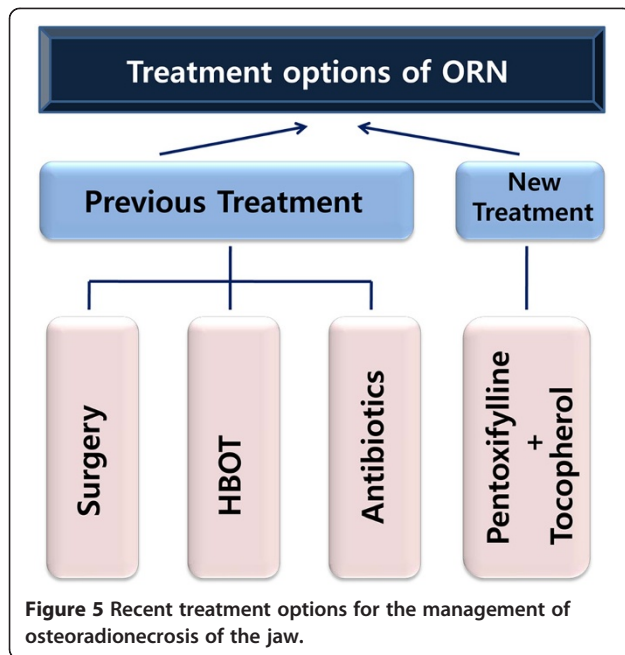 Treatment options of ORN
Previous Treatment
New
Treatment
Surgery
HBOT
Antibiotics
Pentoxifylline
+
Tocopherol
Figure 5 Recent treatment options for the management of
osteoradionecrosis of the jaw.